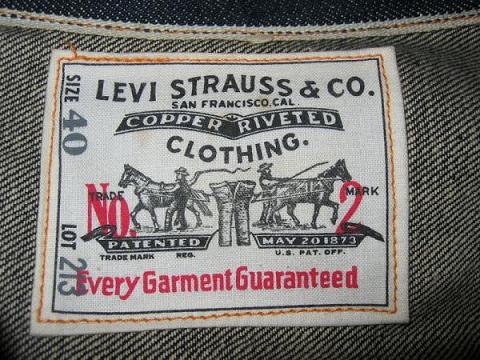 LEVI STRAUSS & CO.
SAN FRANCISCO, CAL.
COPPER RIVETED
CLOTHING.
TRADE MARK
No. 2
PATENTED MAY 20 1873
TRADE MARK REG. U.S. PAT. OFF.
Every Garment Guaranteed
SIZE 40
LOT 213